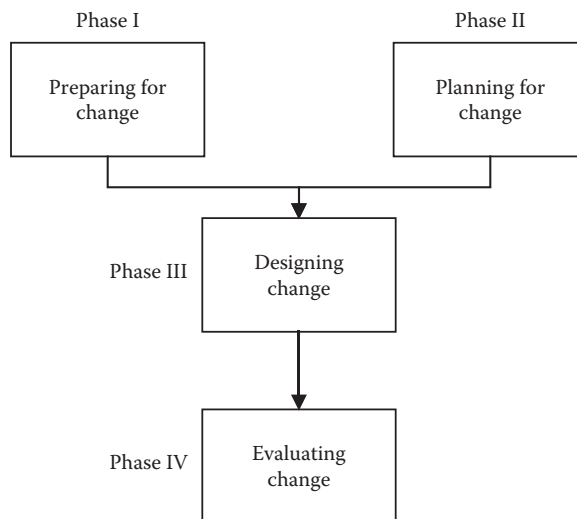 Phase I
Phase II
Preparing for
change
Planning for
change
Phase III
Designing
change
Phase IV
Evaluating
change